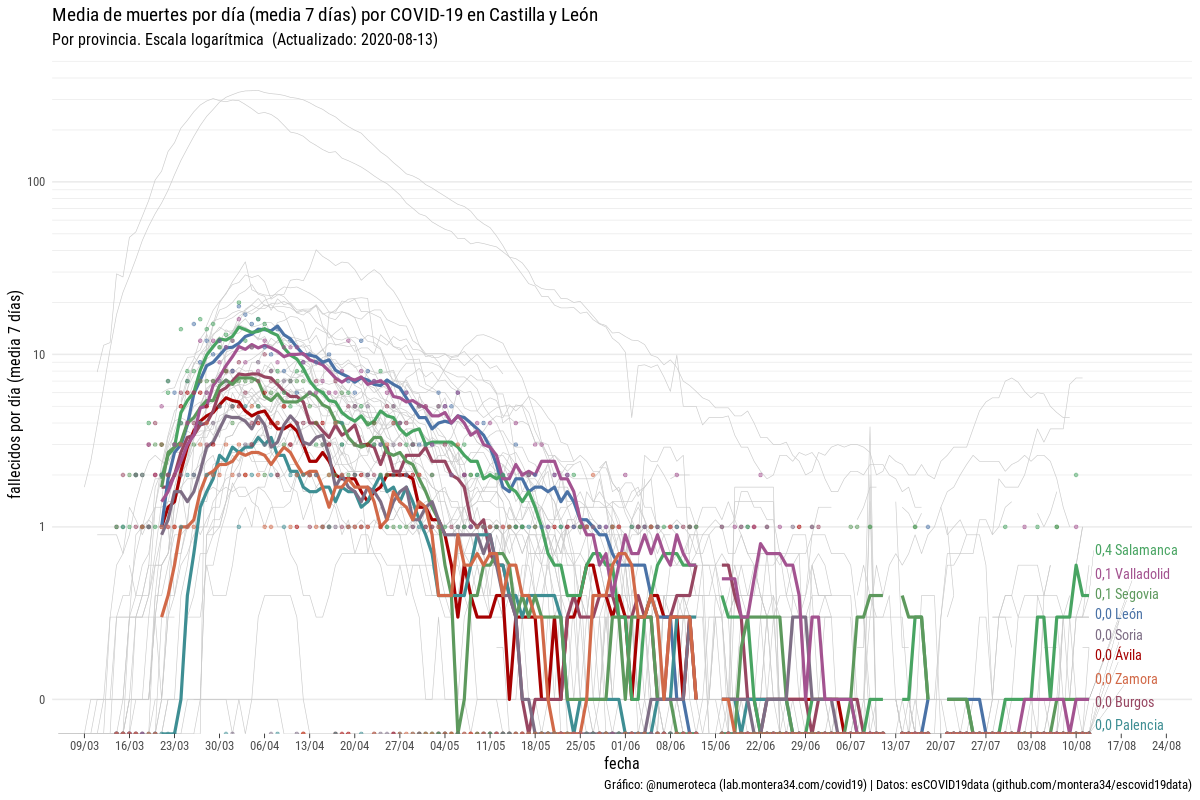 Media de muertes por día (media 7 días) por COVID-19 en Castilla y León
Por provincia. Escala logarítmica (Actualizado: 2020-08-13)
fallecidos por día (media 7 días)
100
10
1
0
0,4 Salamanca
0,1 Valladolid
0,1 Segovia
0,0 León
0,0 Soria
0,0 Ávila
0,0 Zamora
0,0 Burgos
0,0 Palencia
09/03 16/03 23/03 30/03 06/04 13/04 20/04 27/04 04/05 11/05 18/05 25/05 01/06 08/06 15/06 22/06 29/06 06/07 13/07 20/07 27/07 03/08 10/08 17/08 24/08
fecha
Gráfico: @numeroteca (lab.montera34.com/covid19) | Datos: esCOVID19data (github.com/montera34/escovid19data)